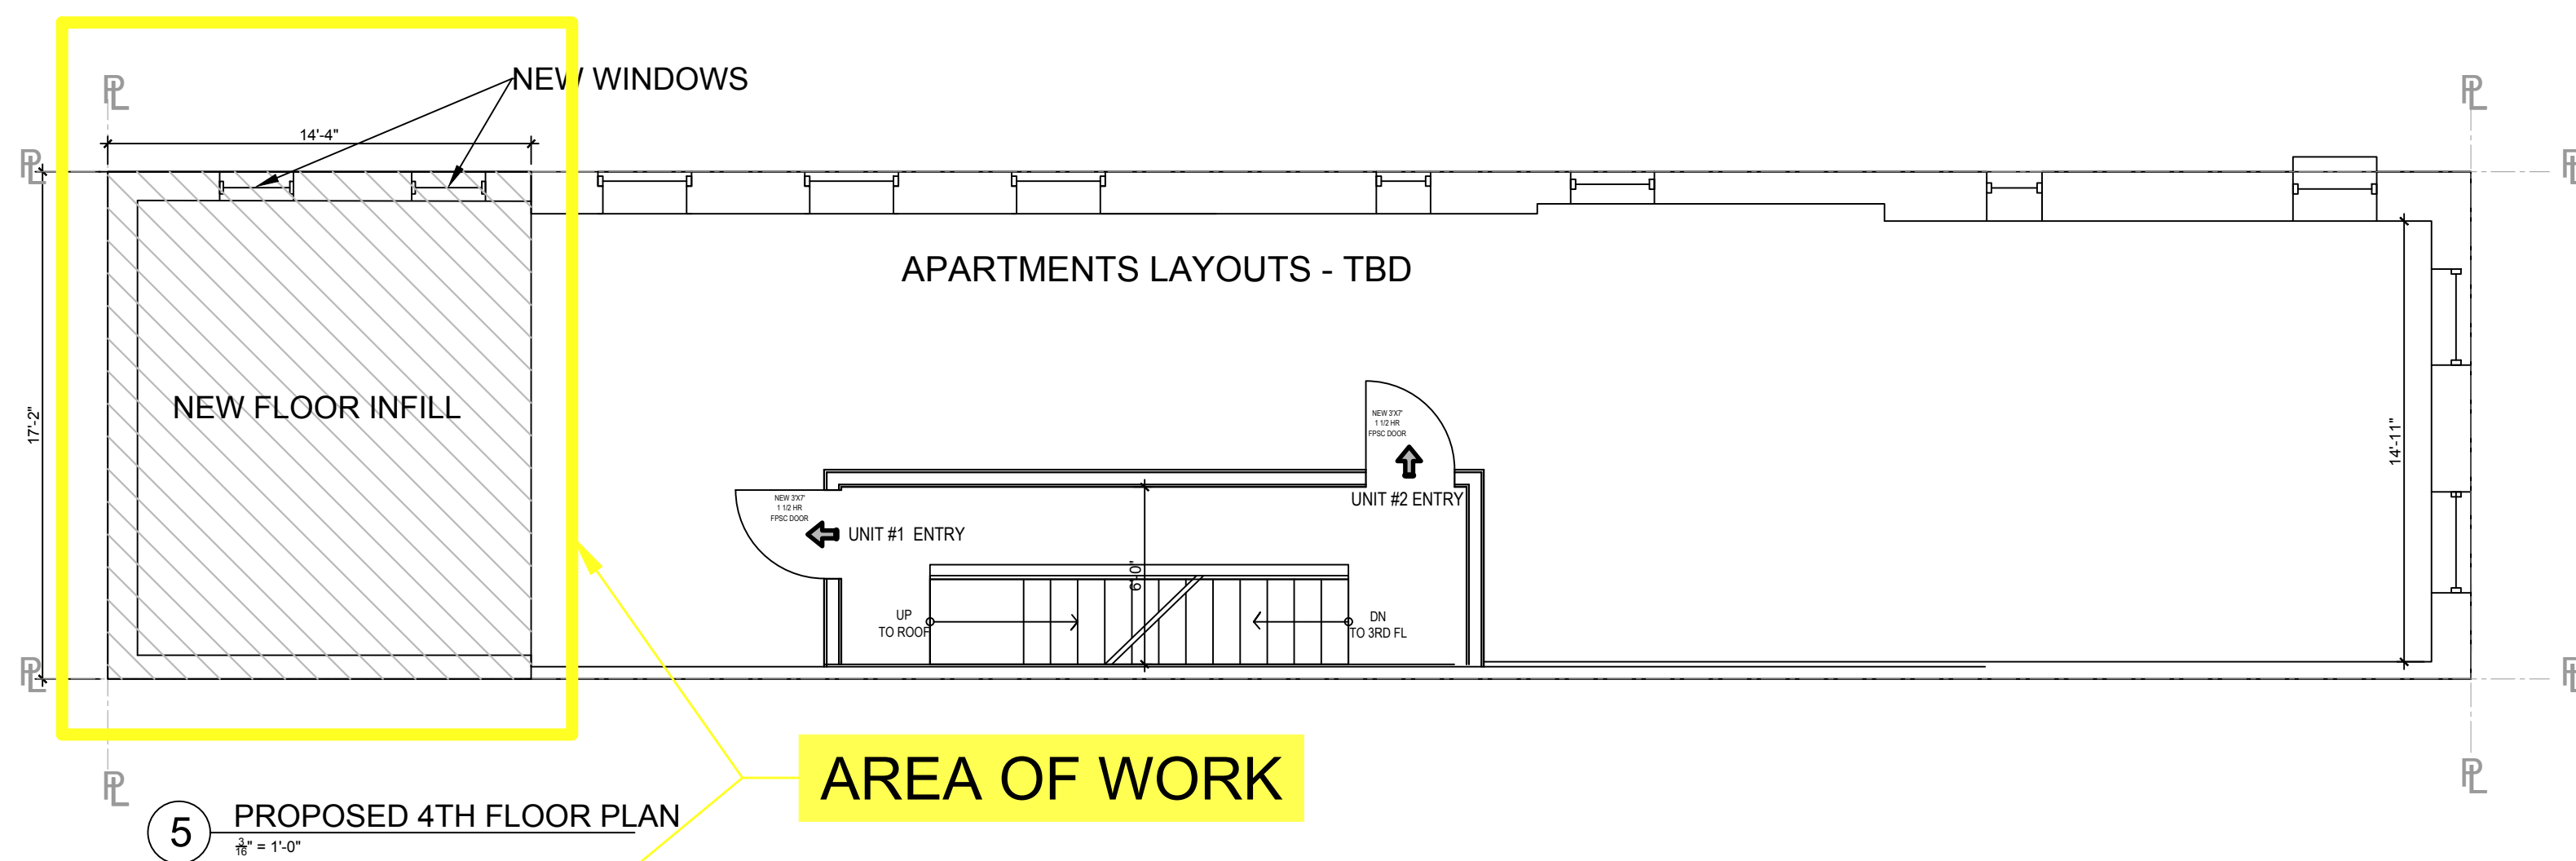 NEW WINDOWS
PL
PL
PL
PL
14'-4"
APARTMENTS LAYOUTS - TBD
NEW FLOOR INFILL
17'-2"
14'-11"
NEW 3'X7'
1 1/2 HR
FPSC DOOR
UNIT #2 ENTRY
NEW 3'X7'
1 1/2 HR
FPSC DOOR
UNIT #1 ENTRY
6'-0"
UP
TO ROOF
DN
TO 3RD FL
PL
PL
PL
PL
AREA OF WORK
5
PROPOSED 4TH FLOOR PLAN
3/16" = 1'-0"